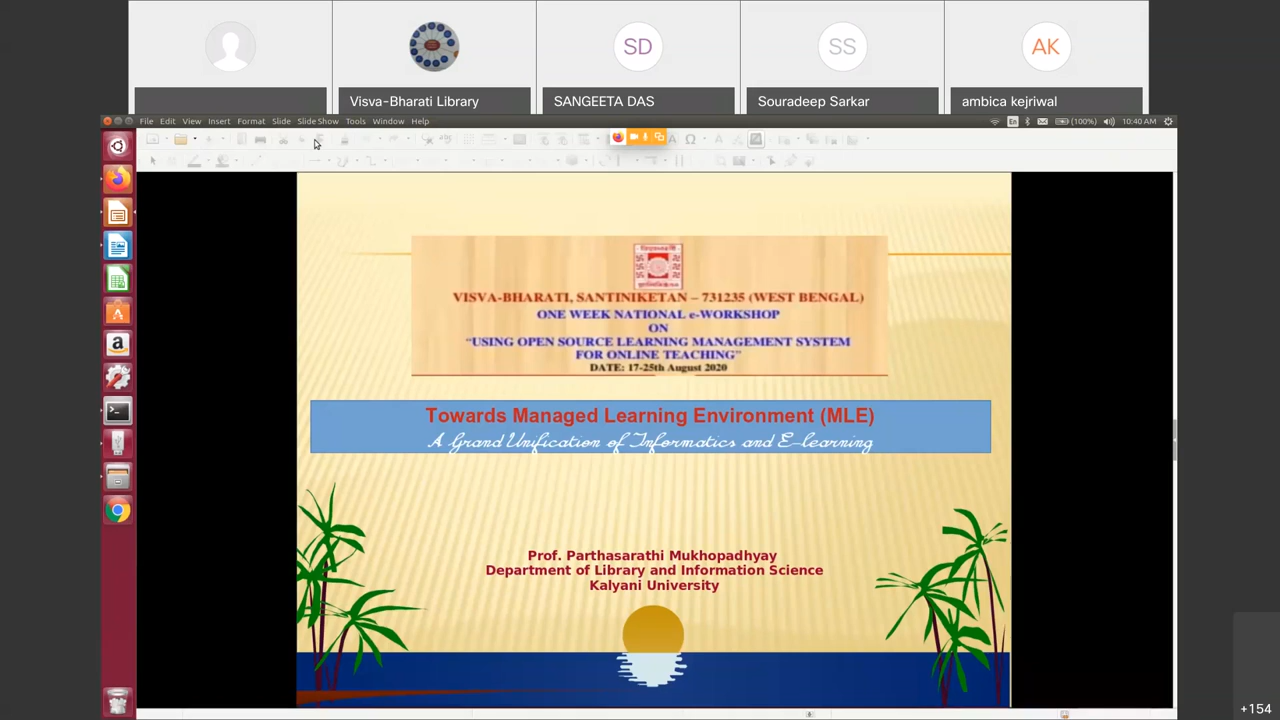 SD
SS
AK
Visva-Bharati Library
SANGEETA DAS
Souradeep Sarkar
ambica kejriwal
File Edit View Insert Format Slide Slide Show Tools Window Help
En
(100%)
10:40 AM
VISVA-BHARATI, SANTINIKETAN – 731235 (WEST BENGAL)
ONE WEEK NATIONAL e-WORKSHOP
ON
“USING OPEN SOURCE LEARNING MANAGEMENT SYSTEM
FOR ONLINE TEACHING”
DATE: 17-25th August 2020
Towards Managed Learning Environment (MLE)
A Grand Unification of Informatics and E-learning
Prof. Parthasarathi Mukhopadhyay
Department of Library and Information Science
Kalyani University
+154